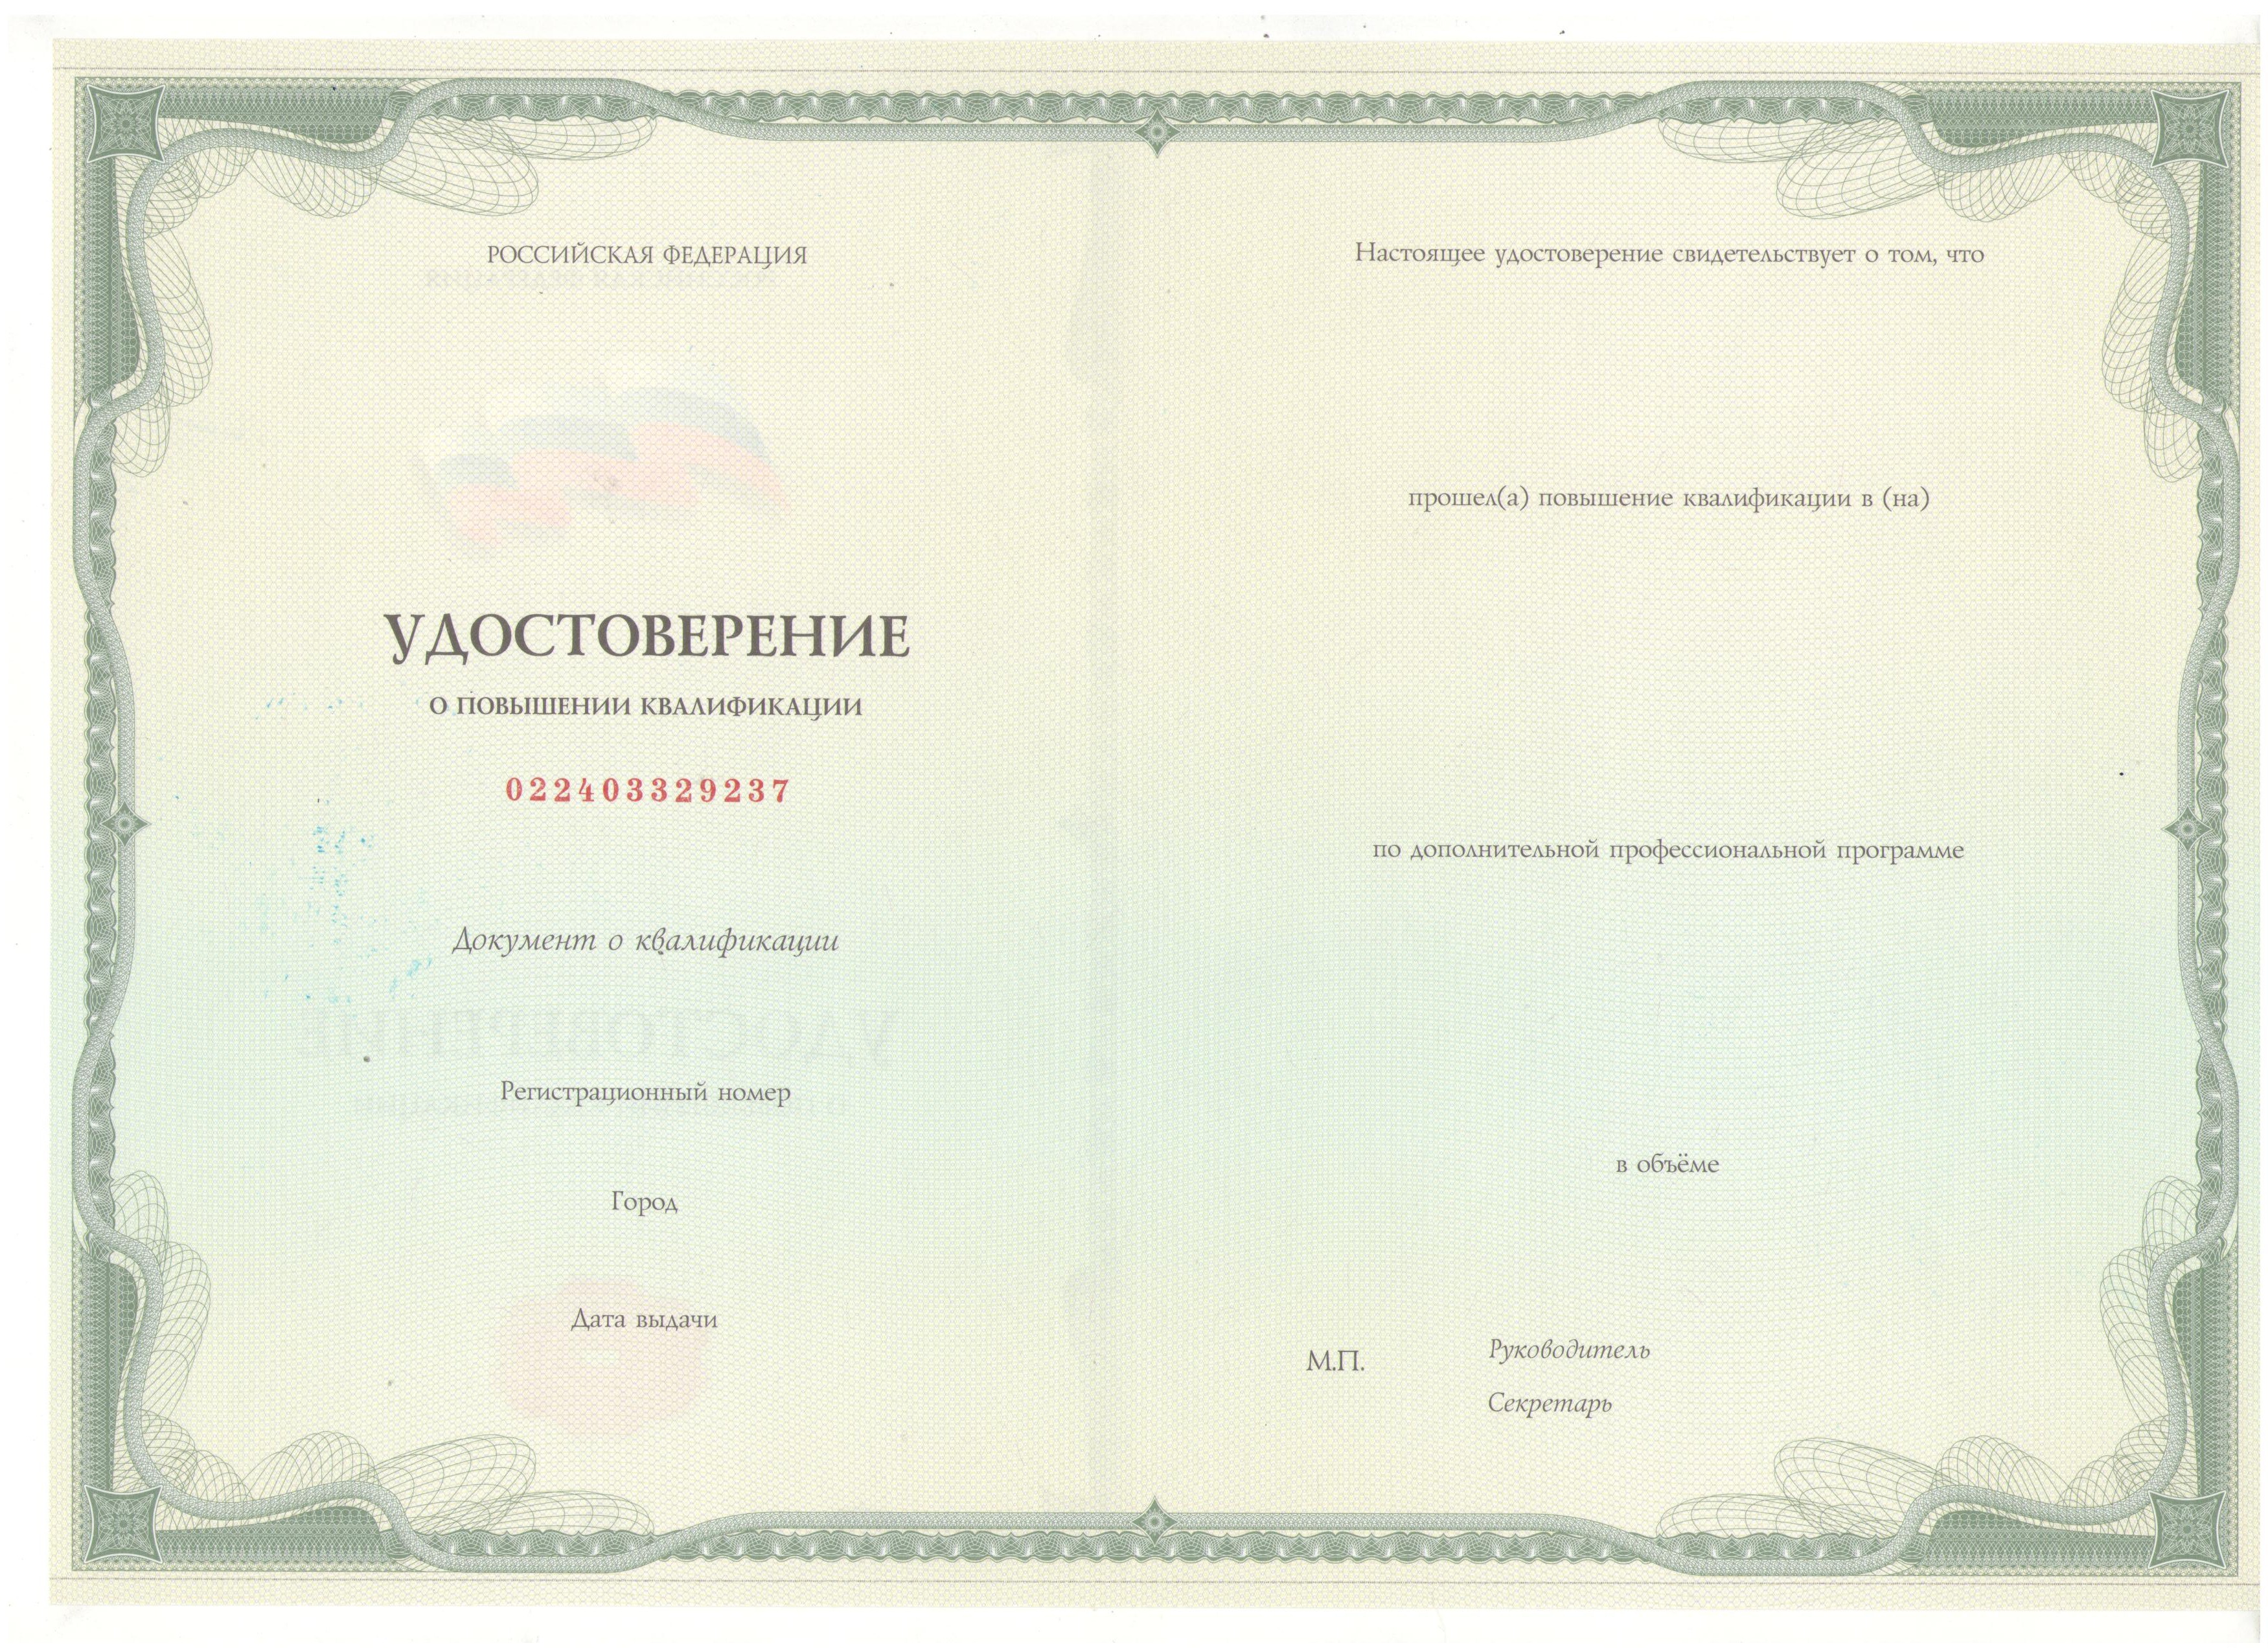 РОССИЙСКАЯ ФЕДЕРАЦИЯ
УДОСТОВЕРЕНИЕ
О ПОВЫШЕНИИ КВАЛИФИКАЦИИ
022403329237
Документ о квалификации
Регистрационный номер
Город
Дата выдачи
Настоящее удостоверение свидетельствует о том, что
прошел(а) повышение квалификации в (на)
по дополнительной профессиональной программе
в объёме
М.П.
Руководитель
Секретарь